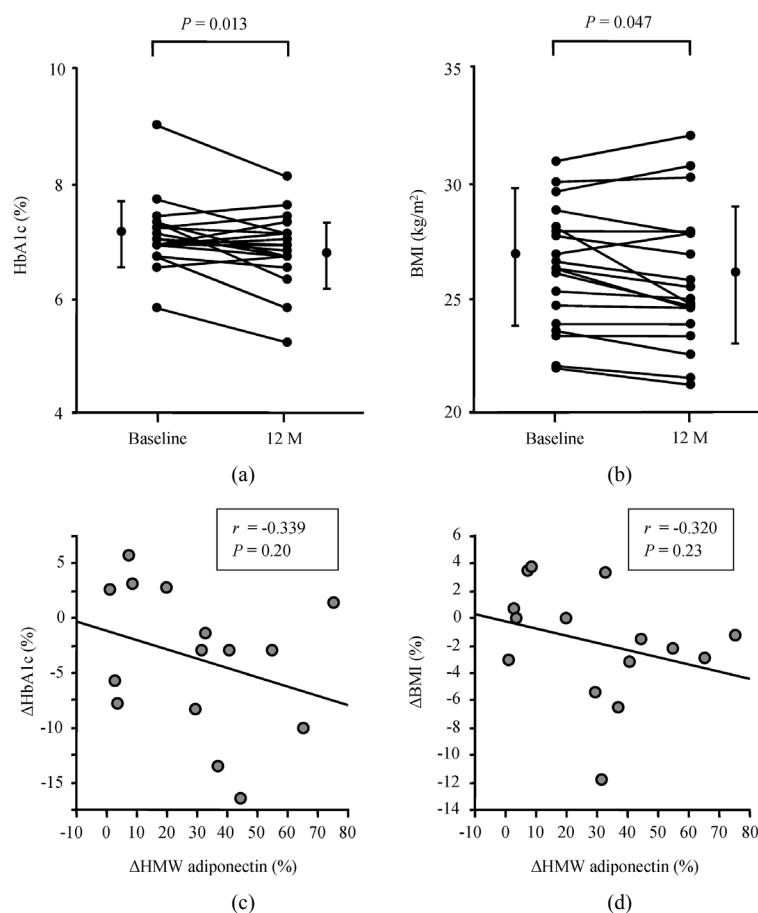 P = 0.013
10
8
6
4
HbA1c (%)
Baseline
12 M
(a)
P = 0.047
35
30
25
20
BMI (kg/m²)
Baseline
12 M
(b)
r = -0.339
P = 0.20
5
0
-5
-10
-15
ΔHbA1c (%)
-10 0 10 20 30 40 50 60 70 80
ΔHMW adiponectin (%)
(c)
r = -0.320
P = 0.23
6
4
2
0
-2
-4
-6
-8
-10
-12
-14
ΔBMI (%)
-10 0 10 20 30 40 50 60 70 80
ΔHMW adiponectin (%)
(d)